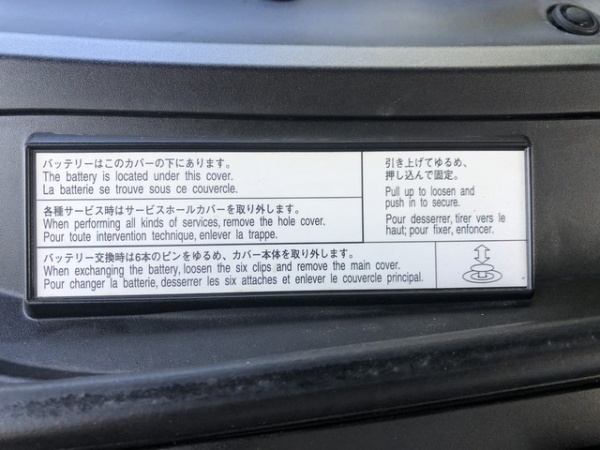 バッテリーはこのカバーの下にあります。
The battery is located under this cover.
La batterie se trouve sous ce couvercle.
各種サービス時はサービスホールカバーを取り外します。
When performing all kinds of services, remove the hole cover.
Pour toute intervention technique, enlever la trappe.
バッテリー交換時は6本のピンをゆるめ、カバー本体を取り外します。
When exchanging the battery, loosen the six clips and remove the main cover.
Pour changer la batterie, desserrer les six attaches et enlever le couvercle principal.
引き上げてゆるめ、
押し込んで固定。
Pull up to loosen and
push in to secure.
Pour desserrer, tirer vers le
haut; pour fixer, enfoncer.